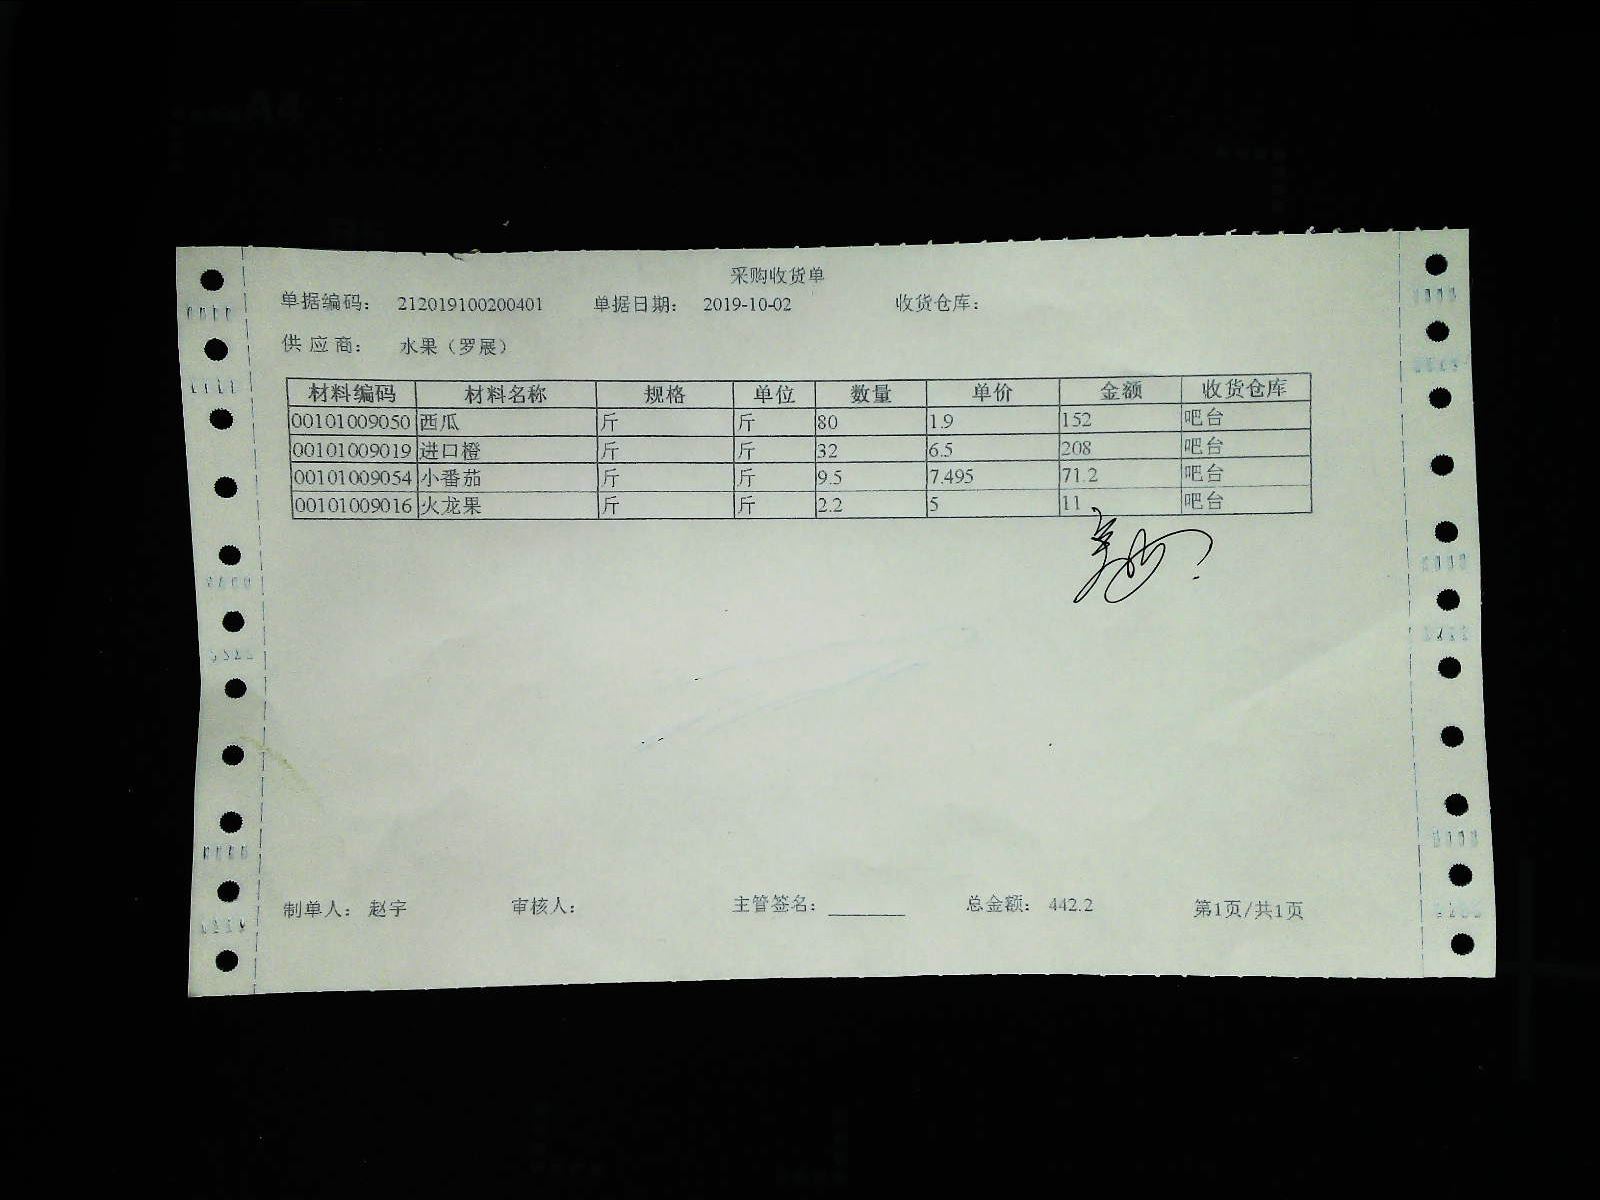 采购收货单
单据编码： 212019100200401 单据日期： 2019-10-02 收货仓库：
供应商： 水果（罗展）
材料编码 材料名称 规格 单位 数量 单价 金额 收货仓库
00101009050 西瓜 斤 斤 80 1.9 152 吧台
00101009019 进口橙 斤 斤 32 6.5 208 吧台
00101009054 小番茄 斤 斤 9.5 7.495 71.2 吧台
00101009016 火龙果 斤 斤 2.2 5 11 吧台
制单人： 赵宇 审核人： 主管签名：________ 总金额： 442.2 第1页/共1页